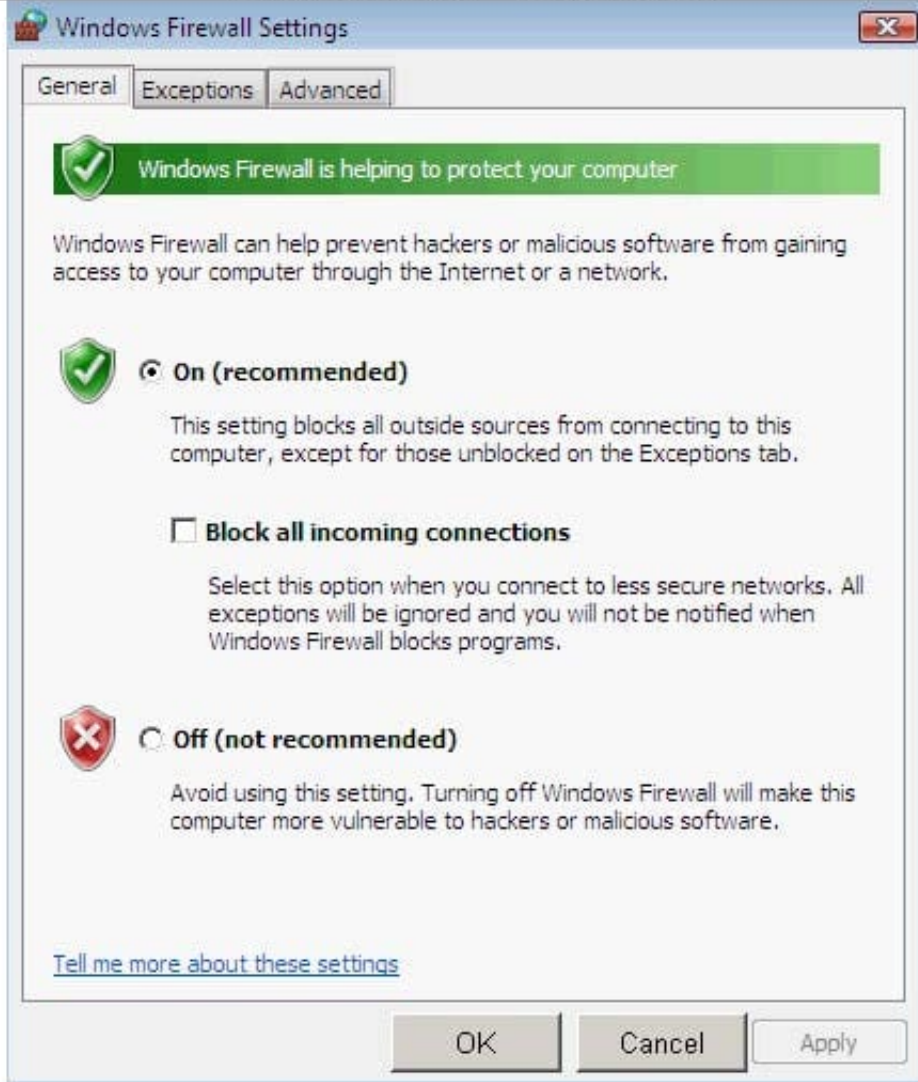 Windows Firewall Settings
General
Exceptions
Advanced
Windows Firewall is helping to protect your computer
Windows Firewall can help prevent hackers or malicious software from gaining
access to your computer through the Internet or a network.
On (recommended)
This setting blocks all outside sources from connecting to this
computer, except for those unblocked on the Exceptions tab.
Block all incoming connections
Select this option when you connect to less secure networks. All
exceptions will be ignored and you will not be notified when
Windows Firewall blocks programs.
Off (not recommended)
Avoid using this setting. Turning off Windows Firewall will make this
computer more vulnerable to hackers or malicious software.
Tell me more about these settings
OK
Cancel
Apply